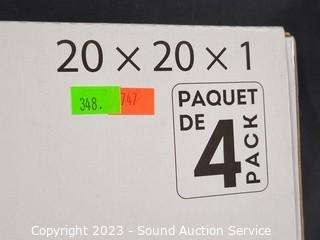 20 × 20 × 1
348.
747
PAQUET
DE
4
PACK
Copyright 2023 - Sound Auction Service